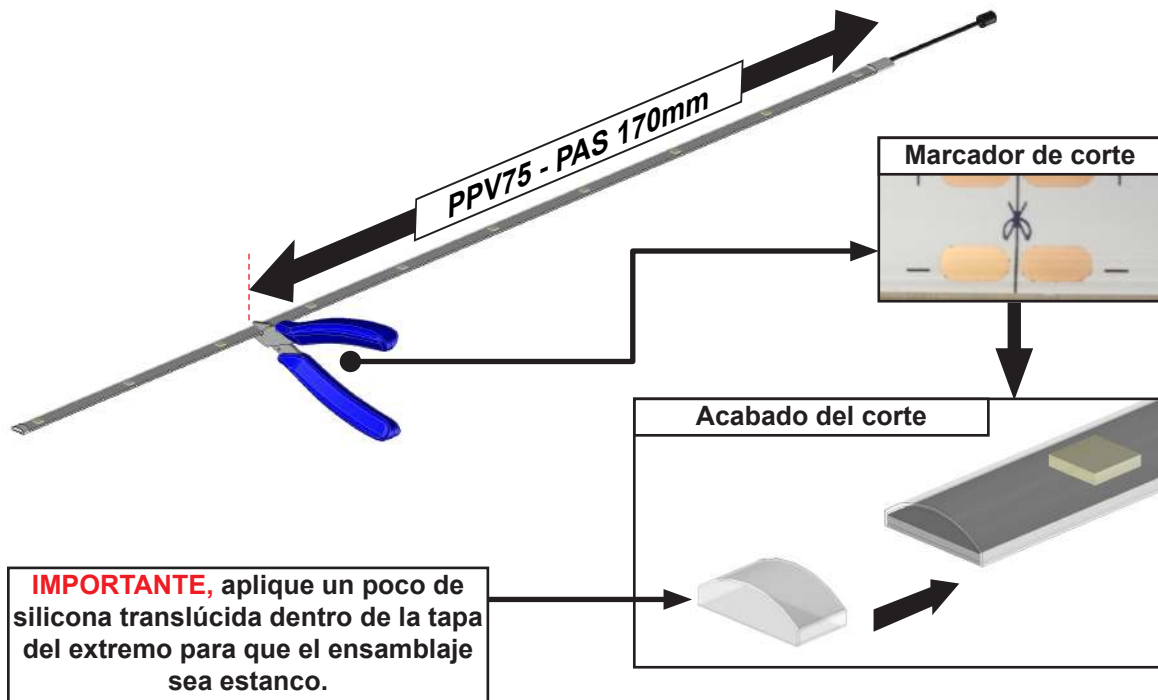 PPV75 - PAS 170mm
Marcador de corte
Acabado del corte
IMPORTANTE, aplique un poco de
silicona translúcida dentro de la tapa
del extremo para que el ensamblaje
sea estanco.